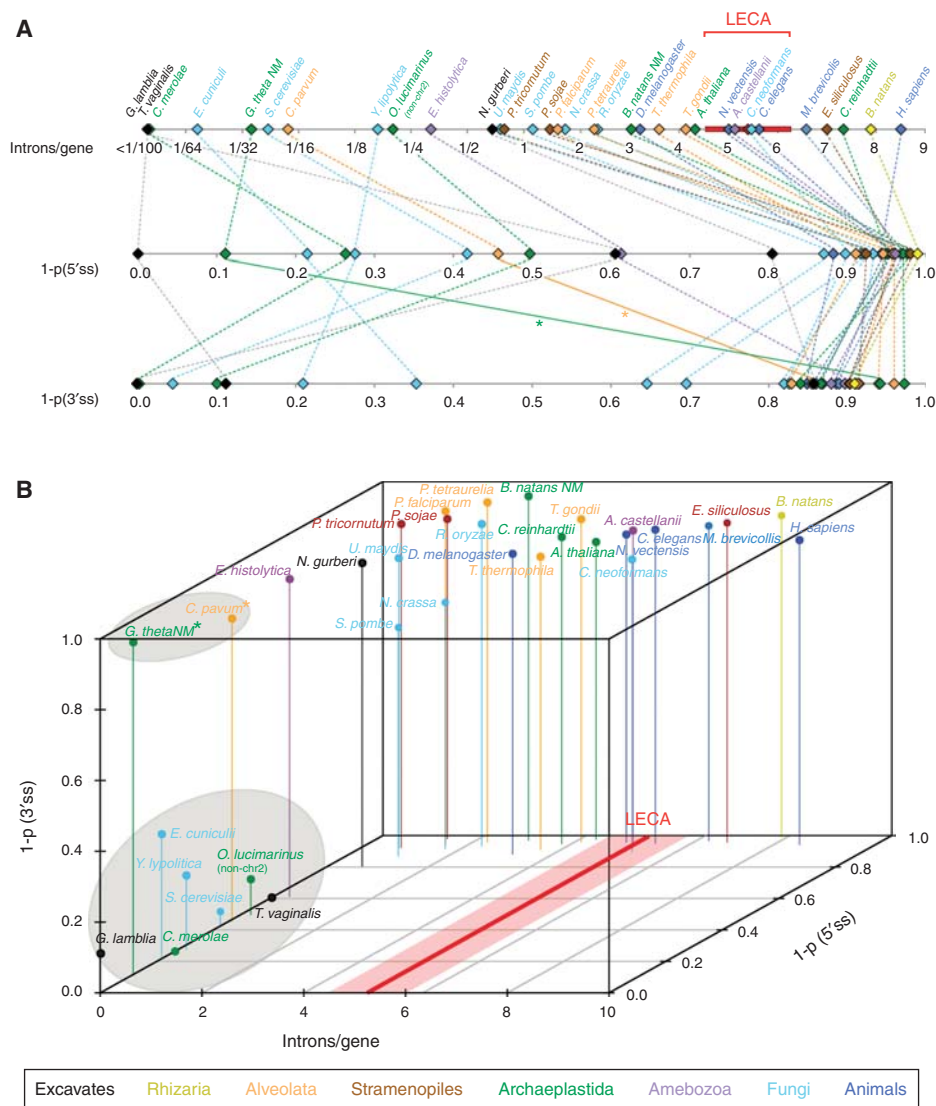 A
LECA
G. lamblia
T. vaginalis
C. merolae
E. cuniculi
G. theta NM
S. cerevisiae
C. parvum
Y. lipolytica
O. lucimarinus
(non-chr2)
E. histolytica
N. gurberi
U. maydis
P. tricornutum
S. pombe
P. sojae
P. falciparum
N. crassa
P. tetraurelia
R. oryzae
B. natans NM
D. melanogaster
T. thermophila
T. gondii
A. thaliana
N. vectensis
A. castellanii
C. neoformans
C. elegans
M. brevicolis
E. siliculosus
C. reinhardtii
B. natans
H. sapiens
Introns/gene
<1/100 1/64 1/32 1/16 1/8 1/4 1/2 1 2 3 4 5 6 7 8 9
1-p(5′ss)
0.0 0.1 0.2 0.3 0.4 0.5 0.6 0.7 0.8 0.9 1.0
* *
1-p(3′ss)
0.0 0.1 0.2 0.3 0.4 0.5 0.6 0.7 0.8 0.9 1.0
B
P. tetraurelia
B. natans NM
P. falciparum
T. gondii
B. natans
P. tricornutum
P. sojae
R. oryzae
C. reinhardtii
A. castellanii
E. siliculosus
H. sapiens
U. maydis
D. melanogaster
A. thaliana
C. elegans
M. brevicollis
N. vectensis
N. gurberi
E. histolytica
T. thermophila
C. neoformans
C. pavum*
N. crassa
G. thetaNM*
S. pombe
1.0
0.8
0.6
0.4
0.2
0.0
1-p (3′ss)
E. cuniculii
Y. lypolitica
O. lucimarinus
(non-chr2)
S. cerevisiae
T. vaginalis
G. lamblia
C. merolae
LECA
1.0
0.8
0.6
0.4
0.2
0.0
1-p (5′ss)
0 2 4 6 8 10
Introns/gene
Excavates Rhizaria Alveolata Stramenopiles Archaeplastida Amebozoa Fungi Animals